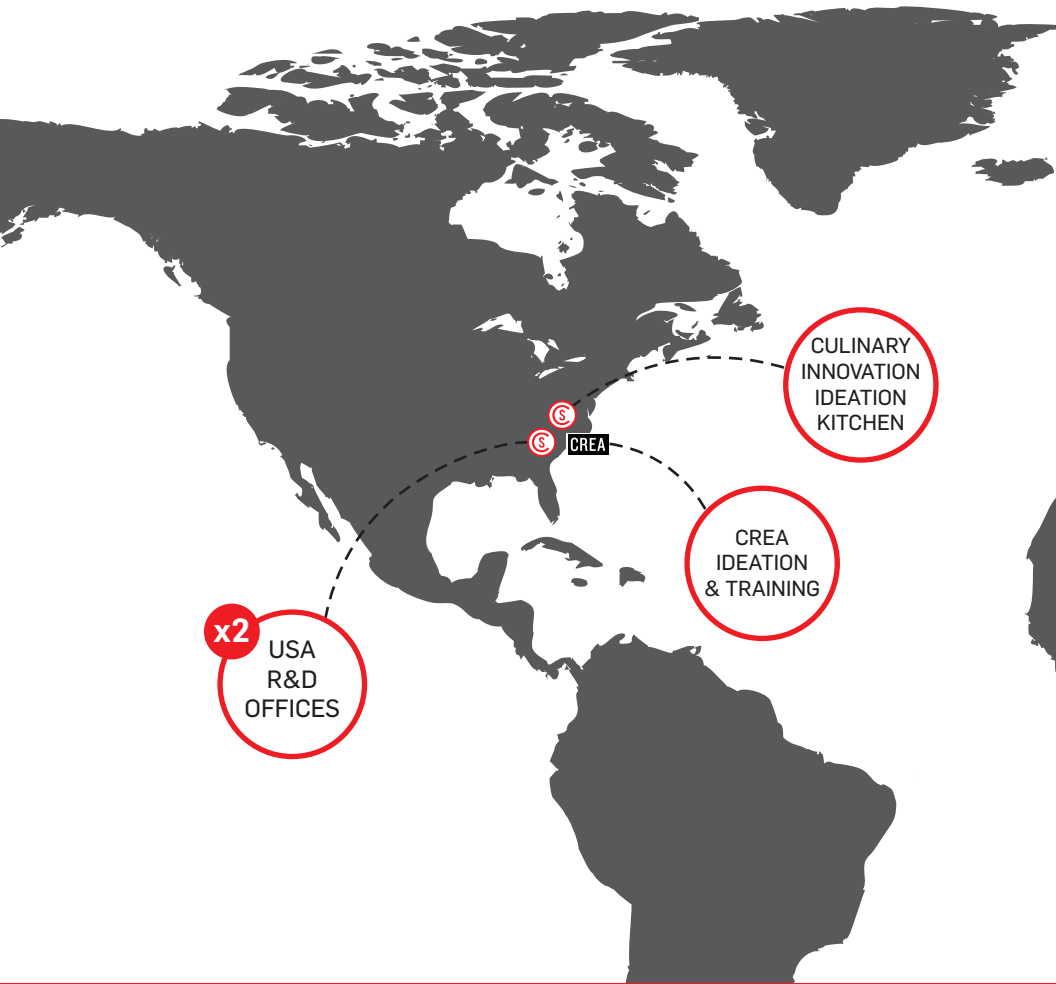 CULINARY
INNOVATION
IDEATION
KITCHEN
CREA
CREA
IDEATION
& TRAINING
x2
USA
R&D
OFFICES